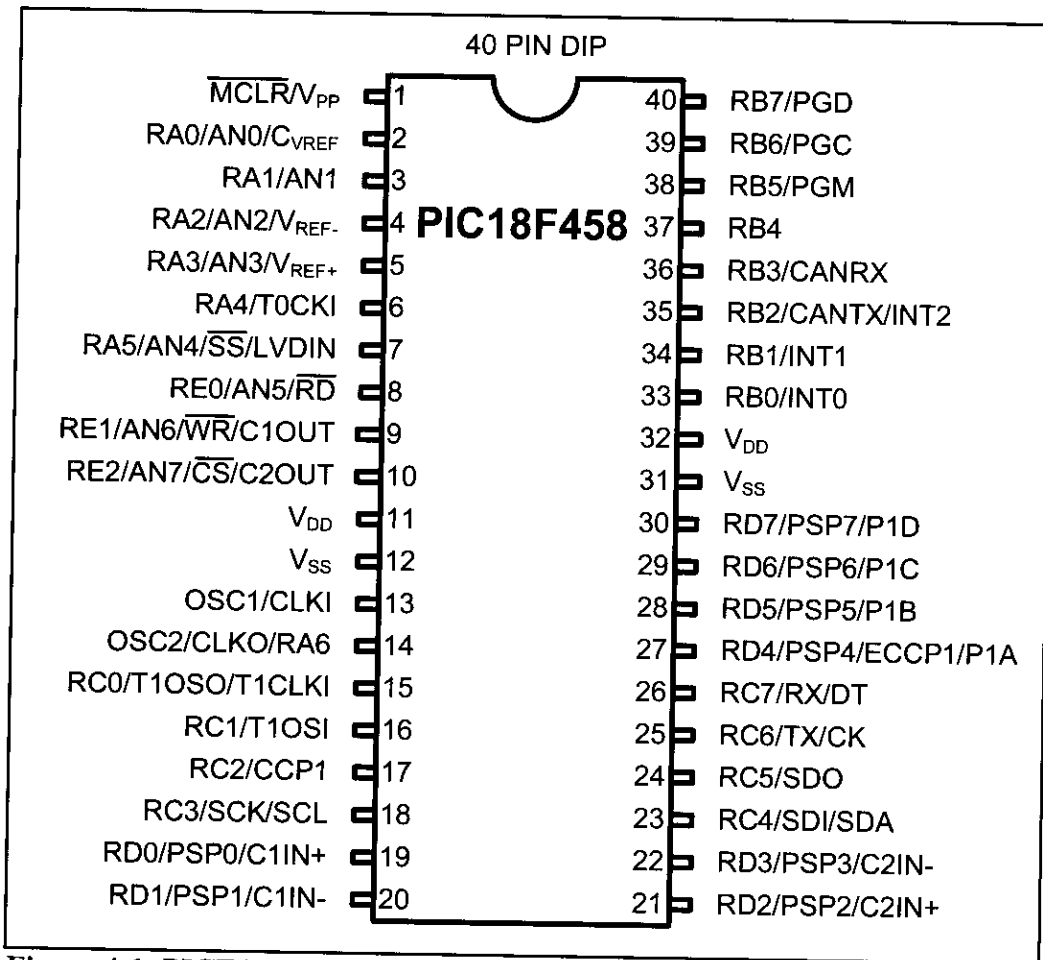 40 PIN DIP
M̅C̅L̅R̅/VPP 1
RA0/AN0/CVREF 2
RA1/AN1 3
RA2/AN2/VREF- 4
RA3/AN3/VREF+ 5
RA4/T0CKI 6
RA5/AN4/S̅S̅/LVDIN 7
RE0/AN5/R̅D̅ 8
RE1/AN6/W̅R̅/C1OUT 9
RE2/AN7/C̅S̅/C2OUT 10
VDD 11
VSS 12
OSC1/CLKI 13
OSC2/CLKO/RA6 14
RC0/T1OSO/T1CLKI 15
RC1/T1OSI 16
RC2/CCP1 17
RC3/SCK/SCL 18
RD0/PSP0/C1IN+ 19
RD1/PSP1/C1IN- 20
PIC18F458
40 RB7/PGD
39 RB6/PGC
38 RB5/PGM
37 RB4
36 RB3/CANRX
35 RB2/CANTX/INT2
34 RB1/INT1
33 RB0/INT0
32 VDD
31 VSS
30 RD7/PSP7/P1D
29 RD6/PSP6/P1C
28 RD5/PSP5/P1B
27 RD4/PSP4/ECCP1/P1A
26 RC7/RX/DT
25 RC6/TX/CK
24 RC5/SDO
23 RC4/SDI/SDA
22 RD3/PSP3/C2IN-
21 RD2/PSP2/C2IN+